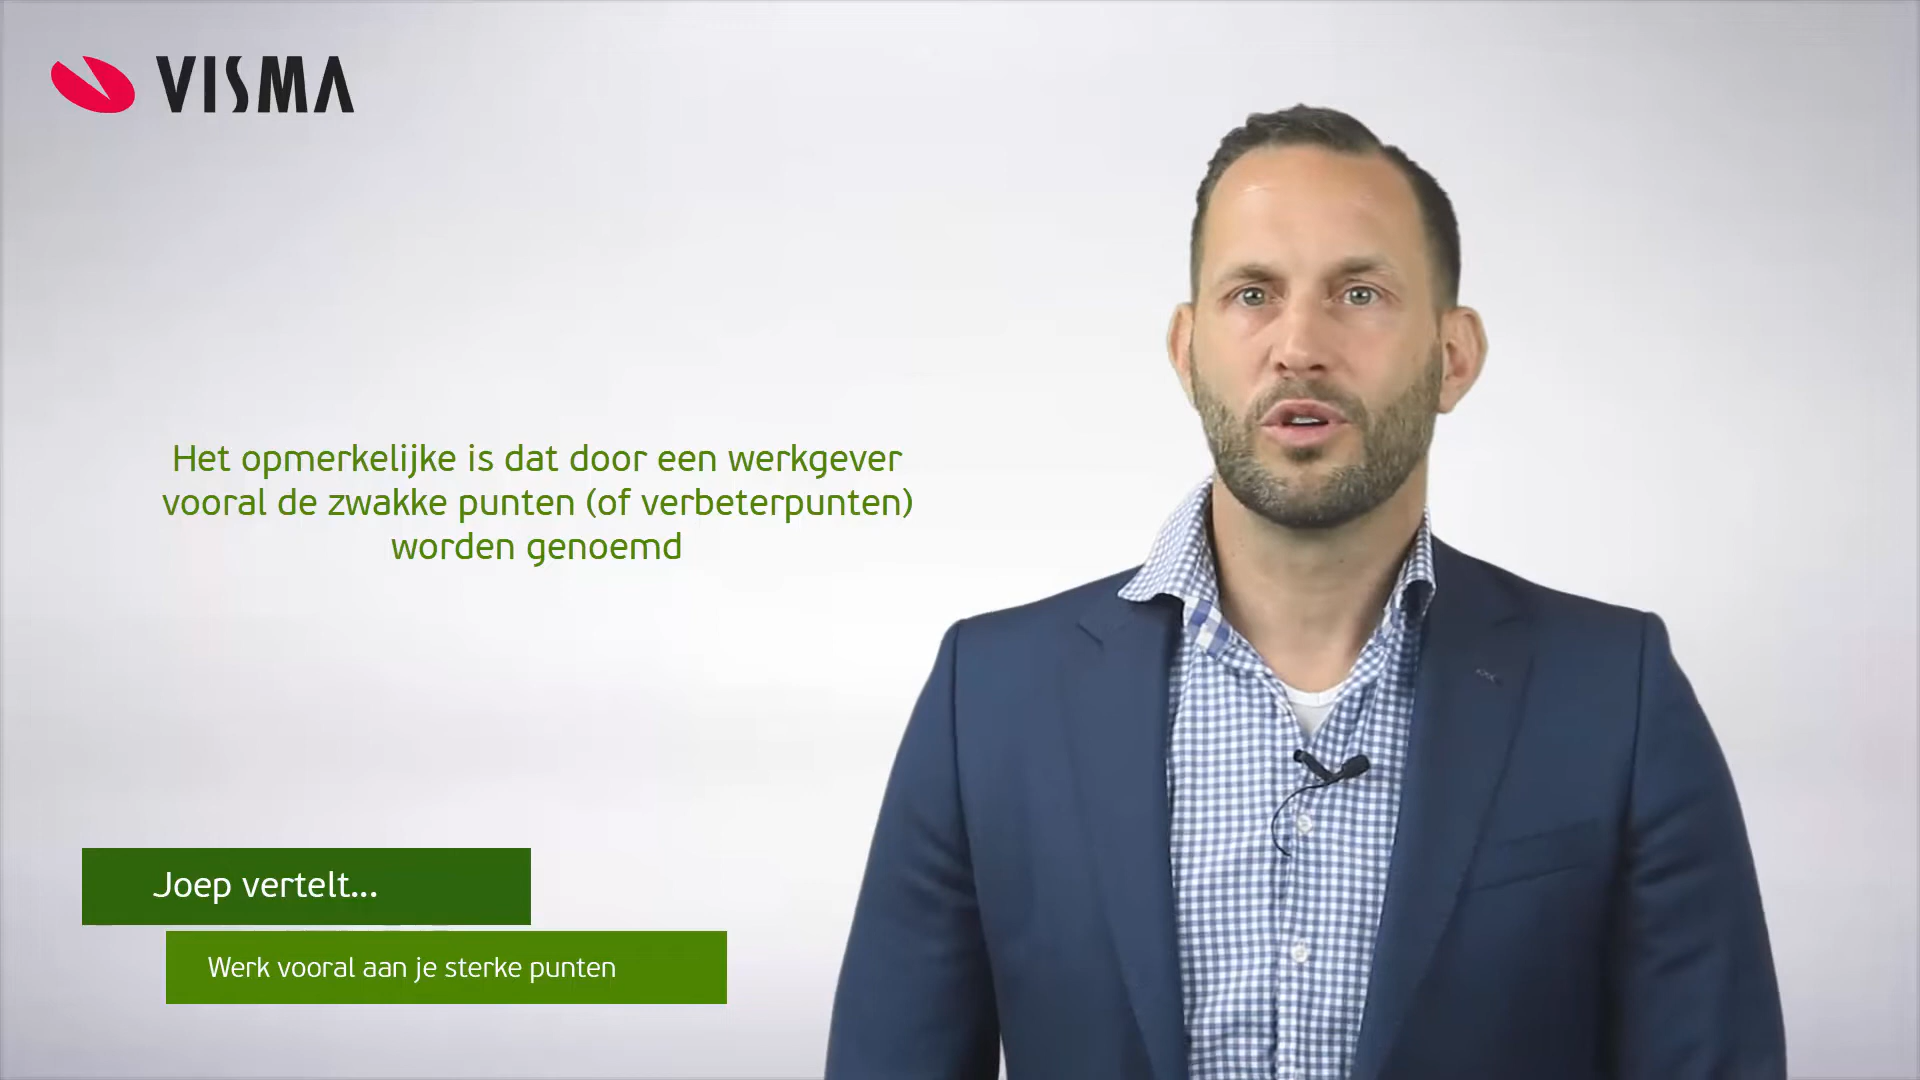 VISMA
Het opmerkelijke is dat door een werkgever
vooral de zwakke punten (of verbeterpunten)
worden genoemd
Joep vertelt...
Werk vooral aan je sterke punten